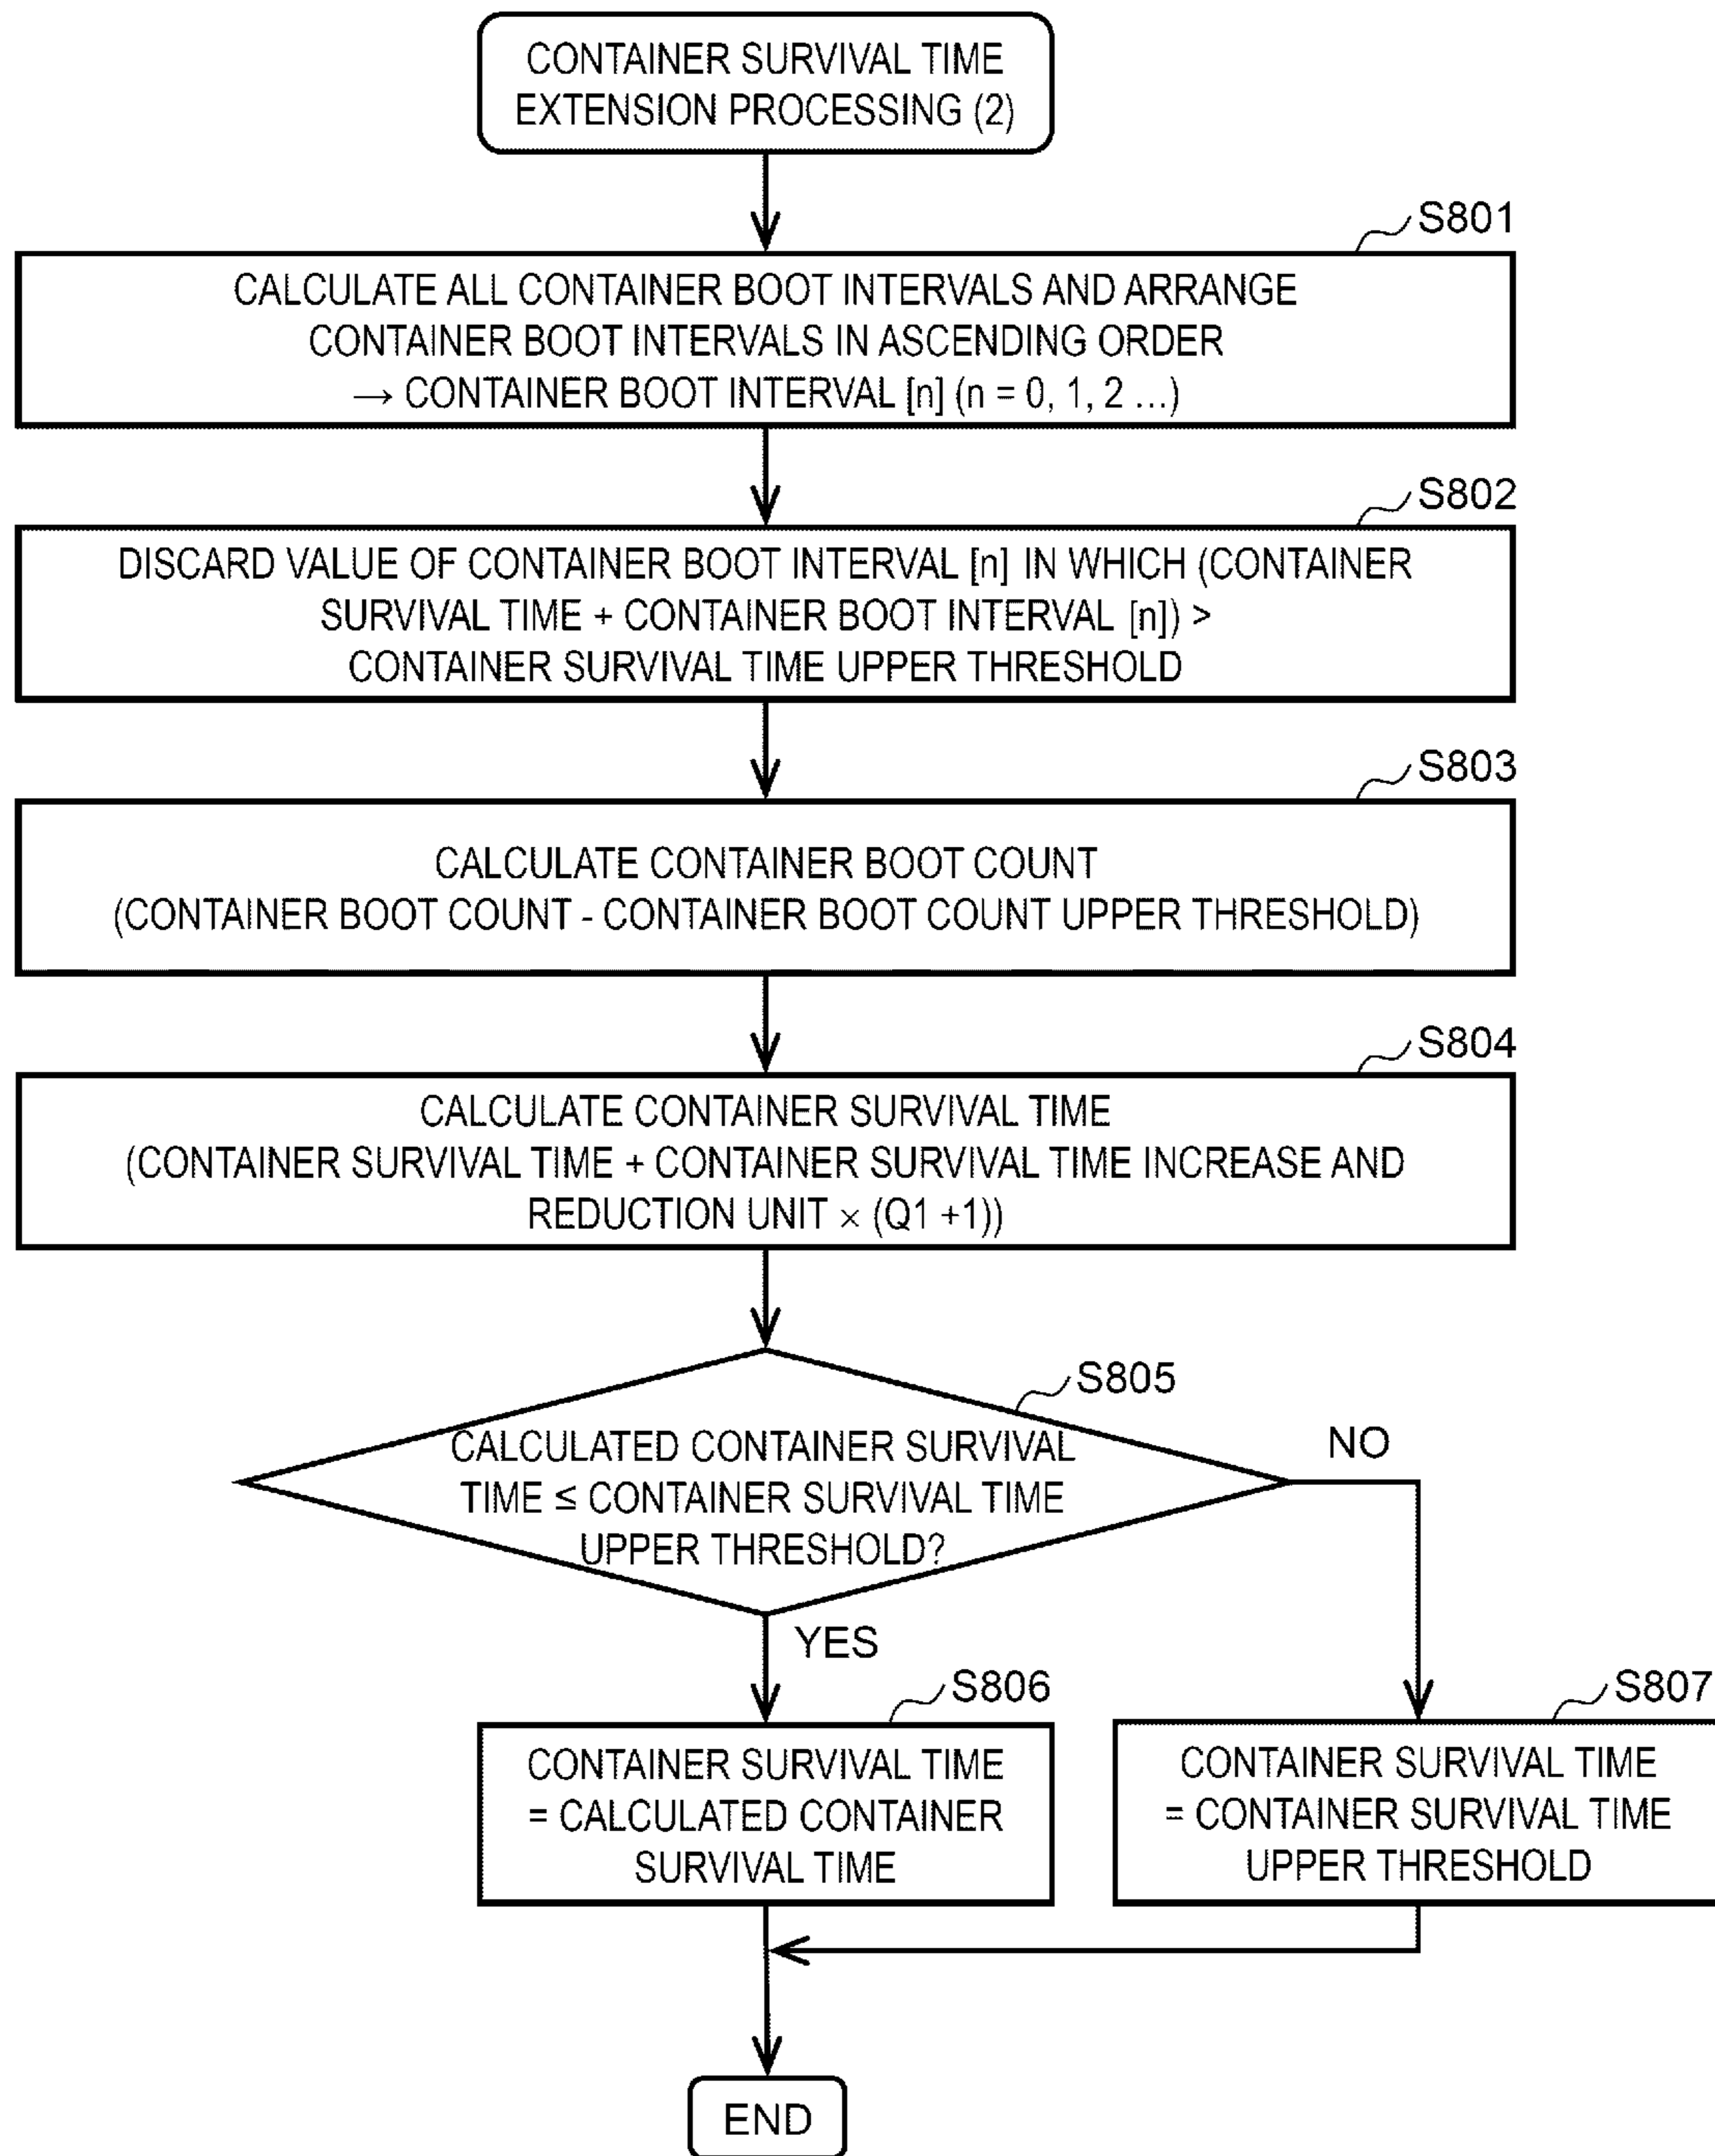 CONTAINER SURVIVAL TIME
EXTENSION PROCESSING (2)
S801
CALCULATE ALL CONTAINER BOOT INTERVALS AND ARRANGE
CONTAINER BOOT INTERVALS IN ASCENDING ORDER
→ CONTAINER BOOT INTERVAL [n] (n = 0, 1, 2 ...)
S802
DISCARD VALUE OF CONTAINER BOOT INTERVAL [n] IN WHICH (CONTAINER
SURVIVAL TIME + CONTAINER BOOT INTERVAL [n]) >
CONTAINER SURVIVAL TIME UPPER THRESHOLD
S803
CALCULATE CONTAINER BOOT COUNT
(CONTAINER BOOT COUNT - CONTAINER BOOT COUNT UPPER THRESHOLD)
S804
CALCULATE CONTAINER SURVIVAL TIME
(CONTAINER SURVIVAL TIME + CONTAINER SURVIVAL TIME INCREASE AND
REDUCTION UNIT × (Q1 +1))
S805
CALCULATED CONTAINER SURVIVAL
TIME ≤ CONTAINER SURVIVAL TIME
UPPER THRESHOLD?
NO
YES
S806
CONTAINER SURVIVAL TIME
= CALCULATED CONTAINER
SURVIVAL TIME
S807
CONTAINER SURVIVAL TIME
= CONTAINER SURVIVAL TIME
UPPER THRESHOLD
END